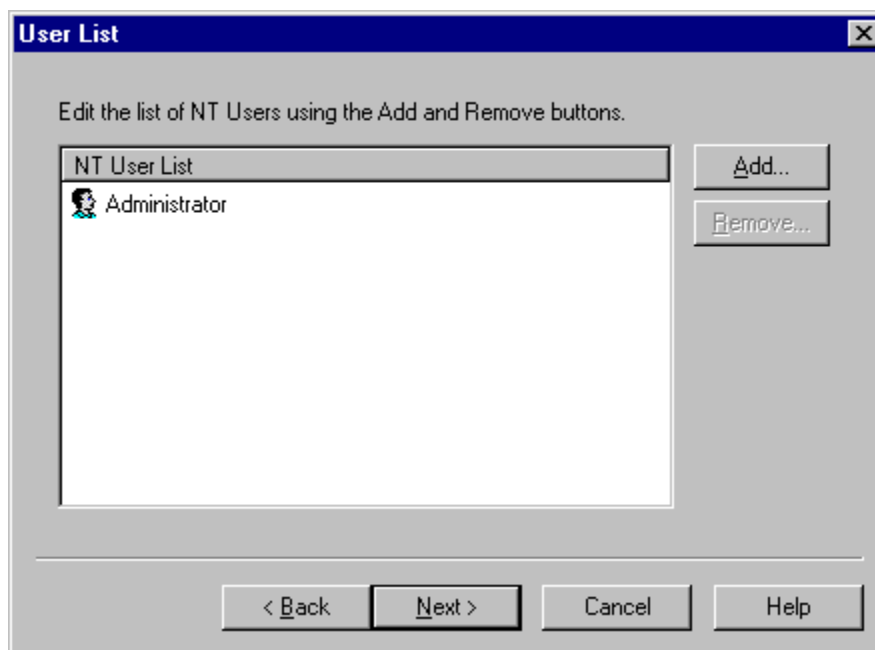 User List
Edit the list of NT Users using the Add and Remove buttons.
NT User List
Add...
Administrator
Remove...
< Back
Next >
Cancel
Help